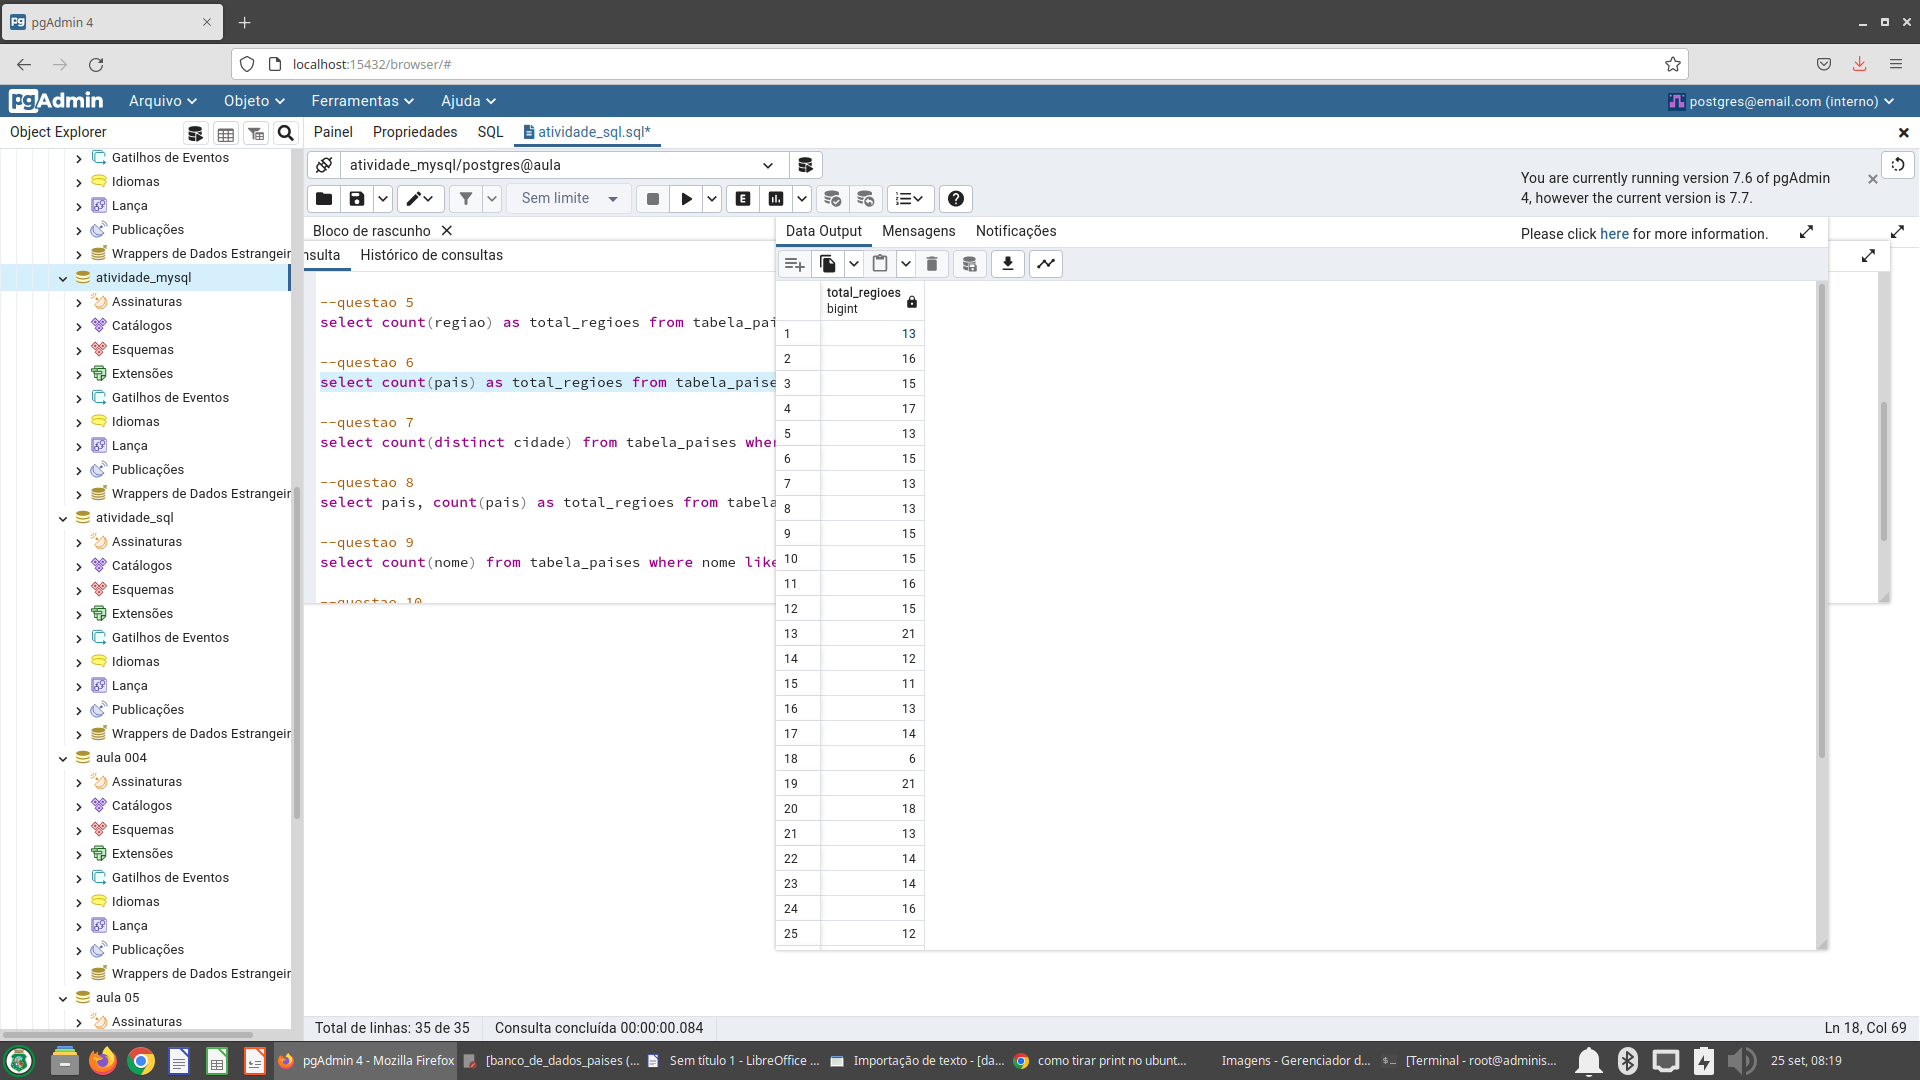 pgAdmin 4
localhost:15432/browser/#
pgAdmin
Arquivo
Objeto
Ferramentas
Ajuda
postgres@email.com (interno)
Object Explorer
Painel
Propriedades
SQL
atividade_sql.sql*
Gatilhos de Eventos
Idiomas
Lança
Publicações
Wrappers de Dados Estrangeir
atividade_mysql
Assinaturas
Catálogos
Esquemas
Extensões
Gatilhos de Eventos
Idiomas
Lança
Publicações
Wrappers de Dados Estrangeir
atividade_sql
Assinaturas
Catálogos
Esquemas
Extensões
Gatilhos de Eventos
Idiomas
Lança
Publicações
Wrappers de Dados Estrangeir
aula 004
Assinaturas
Catálogos
Esquemas
Extensões
Gatilhos de Eventos
Idiomas
Lança
Publicações
Wrappers de Dados Estrangeir
aula 05
Assinaturas
atividade_mysql/postgres@aula
Sem limite
E
You are currently running version 7.6 of pgAdmin
4, however the current version is 7.7.
Please click here for more information.
Bloco de rascunho
nsulta
Histórico de consultas
--questao 5
select count(regiao) as total_regioes from tabela_pai
--questao 6
select count(pais) as total_regioes from tabela_paise
--questao 7
select count(distinct cidade) from tabela_paises wher
--questao 8
select pais, count(pais) as total_regioes from tabela
--questao 9
select count(nome) from tabela_paises where nome like
--questao 10
Data Output
Mensagens
Notificações
total_regioes
bigint
1 13
2 16
3 15
4 17
5 13
6 15
7 13
8 13
9 15
10 15
11 16
12 15
13 21
14 12
15 11
16 13
17 14
18 6
19 21
20 18
21 13
22 14
23 14
24 16
25 12
Total de linhas: 35 de 35
Consulta concluída 00:00:00.084
Ln 18, Col 69
pgAdmin 4 - Mozilla Firefox
[banco_de_dados_paises (...
Sem título 1 - LibreOffice ...
Importação de texto - [da...
como tirar print no ubunt...
Imagens - Gerenciador d...
[Terminal - root@adminis...
25 set, 08:19